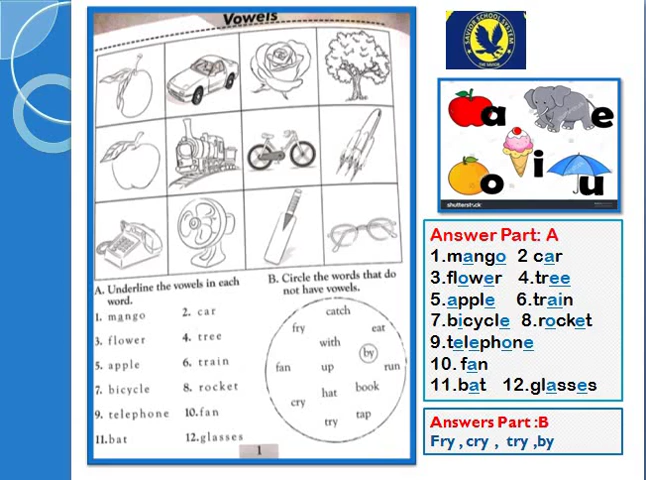 Vowels
A. Underline the vowels in each
word.
1. mango 2. car
3. flower 4. tree
5. apple 6. train
7. bicycle 8. rocket
9. telephone 10.fan
11.bat 12.glasses
B. Circle the words that do
not have vowels.
catch
fry eat
with
by
fan up run
hat book
cry
try tap
1
SAVIOR SCHOOL SYSTEM
a e
i
o u
shutterstock
Answer Part: A
1.mango 2 car
3.flower 4.tree
5.apple 6.train
7.bicycle 8.rocket
9.telephone
10. fan
11.bat 12.glasses
Answers Part :B
Fry , cry , try ,by